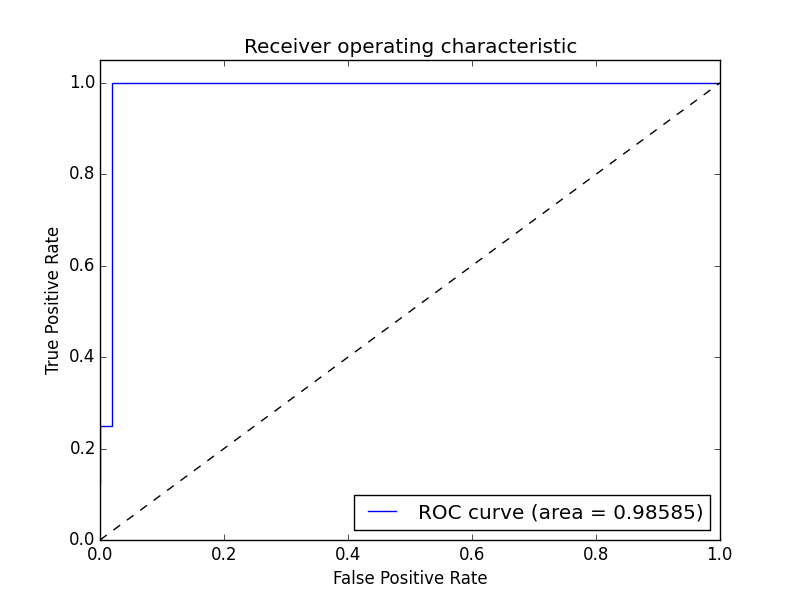 Receiver operating characteristic
1.0
0.8
0.6
0.4
0.2
0.0
True Positive Rate
ROC curve (area = 0.98585)
0.0 0.2 0.4 0.6 0.8 1.0
False Positive Rate